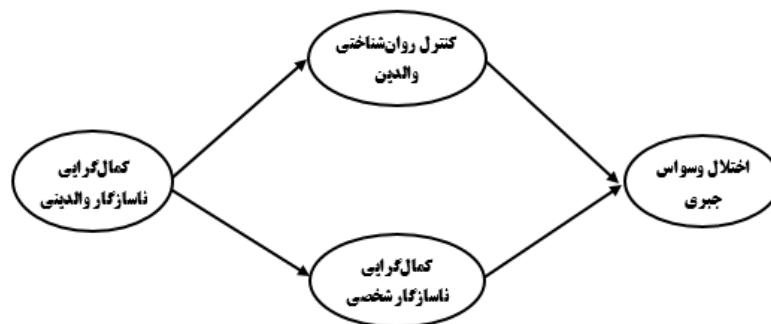 کنترل روان‌شناختی
والدین
کمال‌گرایی
ناسازگار والدینی
اختلال وسواس
جبری
کمال‌گرایی
ناسازگار شخصی